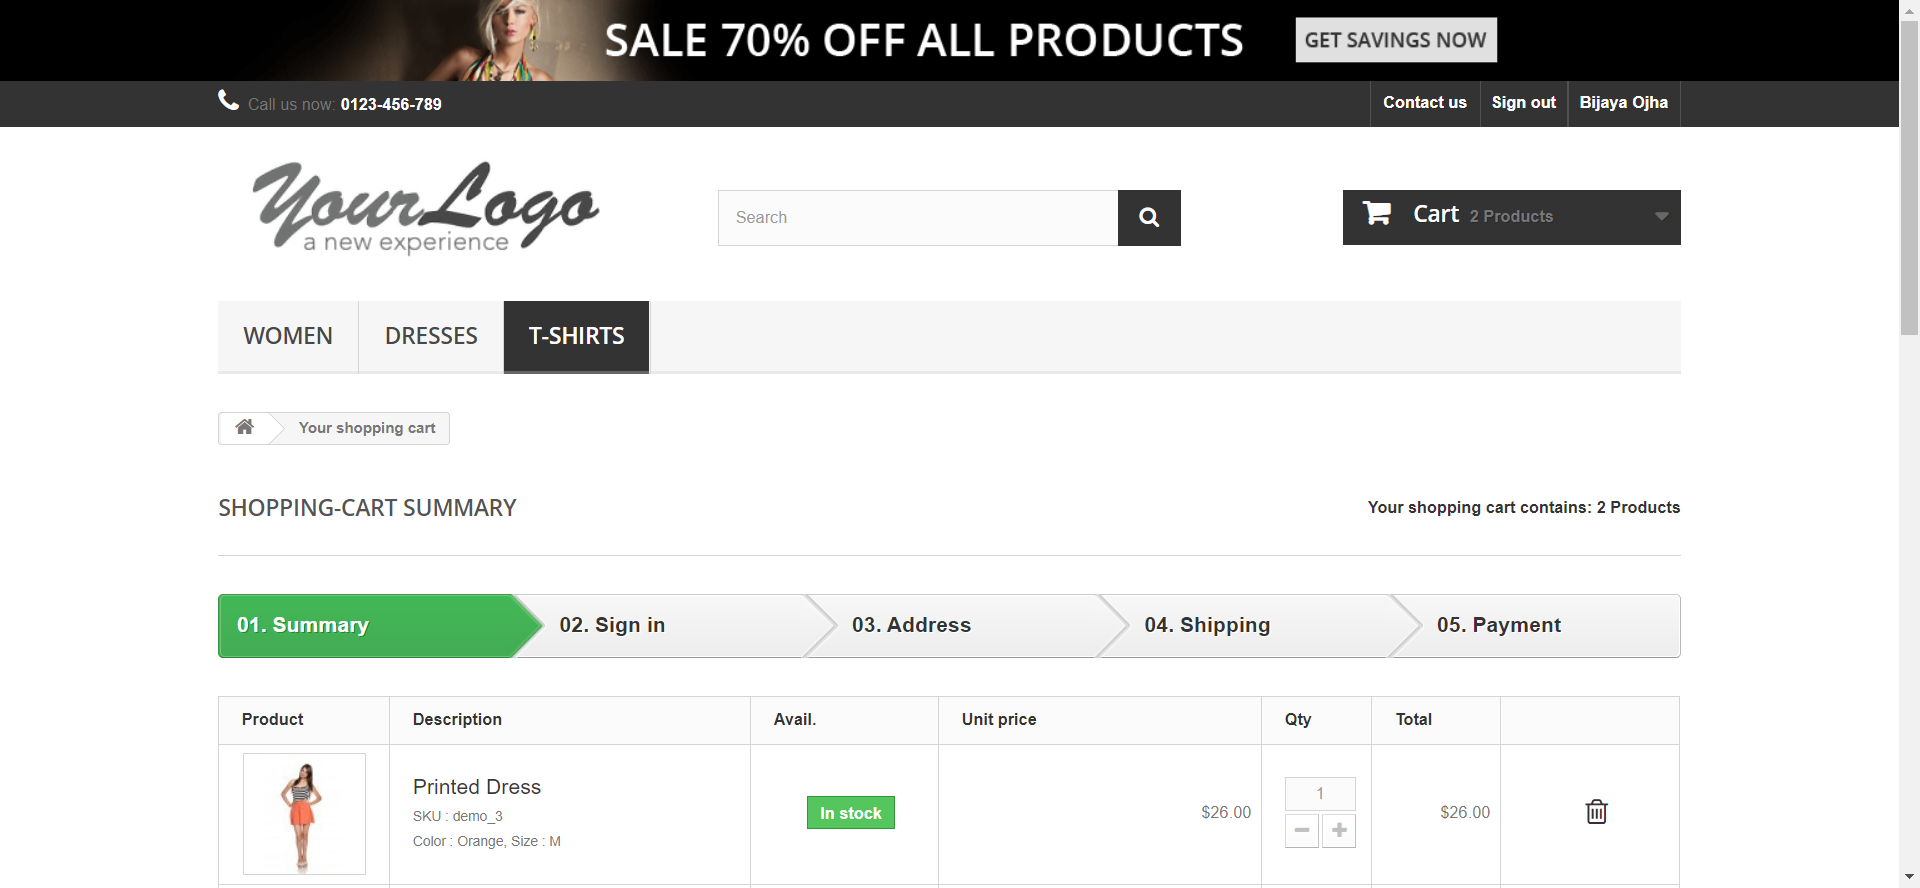 SALE 70% OFF ALL PRODUCTS
GET SAVINGS NOW
Call us now: 0123-456-789
Contact us
Sign out
Bijaya Ojha
YourLogo
a new experience
Search
Cart 2 Products
WOMEN
DRESSES
T-SHIRTS
Your shopping cart
SHOPPING-CART SUMMARY
Your shopping cart contains: 2 Products
01. Summary
02. Sign in
03. Address
04. Shipping
05. Payment
Product
Description
Avail.
Unit price
Qty
Total
Printed Dress
SKU : demo_3
Color : Orange, Size : M
In stock
$26.00
1
$26.00